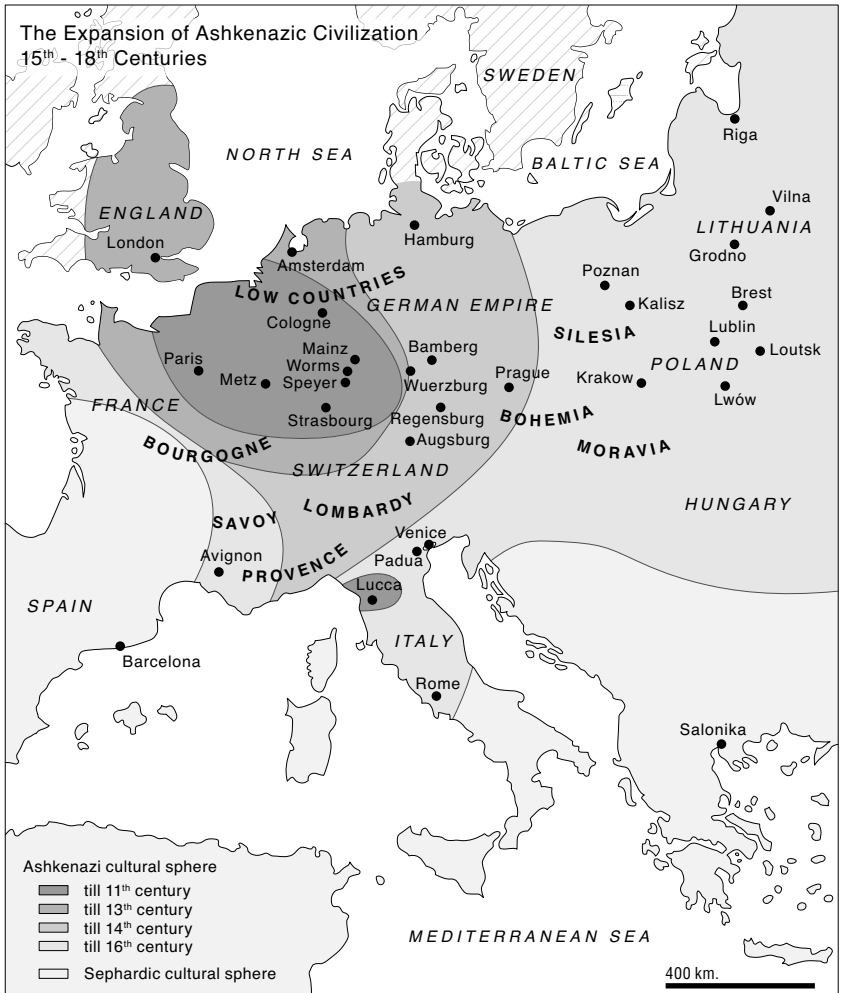 The Expansion of Ashkenazic Civilization
15th - 18th Centuries
SWEDEN
Riga
NORTH SEA
BALTIC SEA
Vilna
ENGLAND
LITHUANIA
London
Hamburg
Grodno
Amsterdam
Poznan
LOW COUNTRIES
GERMAN EMPIRE
Kalisz
Brest
Cologne
SILESIA
Lublin
Mainz
Bamberg
Loutsk
Paris
Worms
POLAND
Metz
Speyer
Wuerzburg
Prague
Krakow
Lwów
FRANCE
Strasbourg
Regensburg
BOHEMIA
BOURGOGNE
Augsburg
MORAVIA
SWITZERLAND
LOMBARDY
HUNGARY
SAVOY
Venice
Avignon
PROVENCE
Padua
Lucca
SPAIN
ITALY
Barcelona
Rome
Salonika
Ashkenazi cultural sphere
till 11th century
till 13th century
till 14th century
till 16th century
Sephardic cultural sphere
MEDITERRANEAN SEA
400 km.